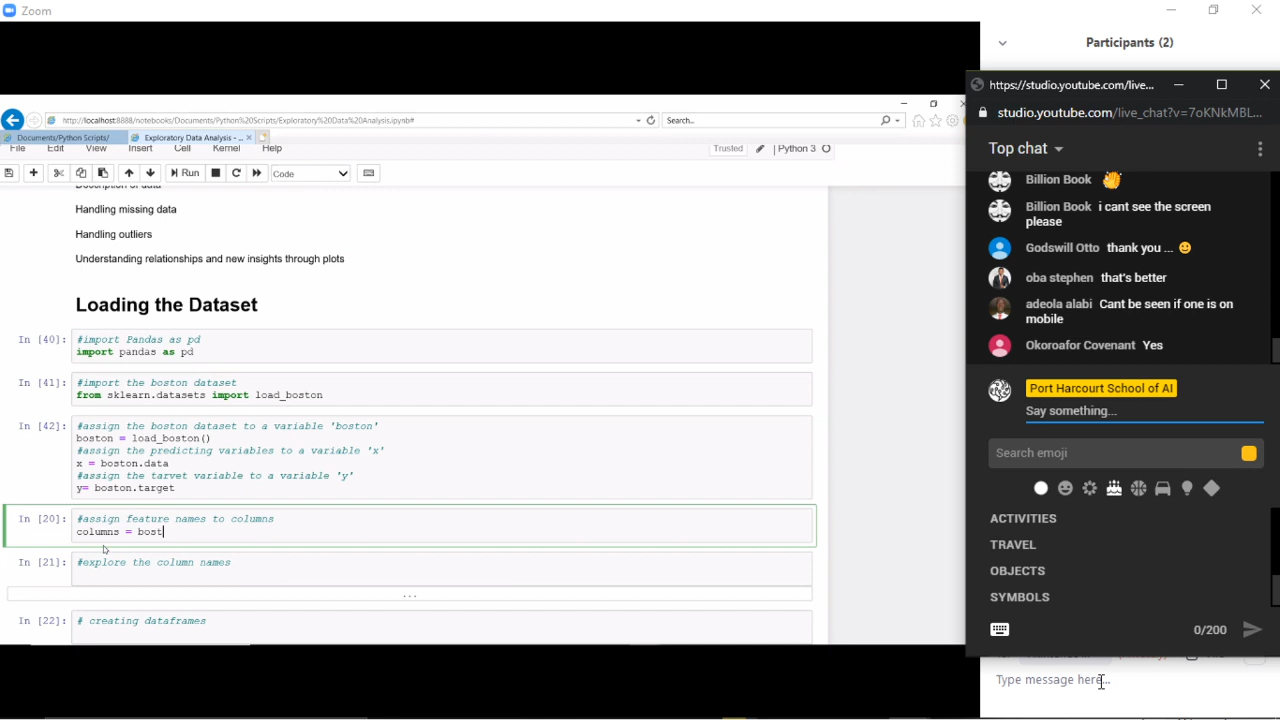 Zoom
Participants (2)
https://studio.youtube.com/live...
studio.youtube.com/live_chat?v=7oKNkMBL...
http://localhost:8888/notebooks/Documents/Python%20Scripts/Exploratory%20Data%20Analysis.ipynb#
Search...
Documents/Python Scripts/
Exploratory Data Analysis - ...
File Edit View Insert Cell Kernel Help
Trusted
Python 3
Run
Code
Description of data
Handling missing data
Handling outliers
Understanding relationships and new insights through plots
Loading the Dataset
In [40]: #import Pandas as pd
import pandas as pd
In [41]: #import the boston dataset
from sklearn.datasets import load_boston
In [42]: #assign the boston dataset to a variable 'boston'
boston = load_boston()
#assign the predicting variables to a variable 'x'
x = boston.data
#assign the tarvet variable to a variable 'y'
y= boston.target
In [20]: #assign feature names to columns
columns = bost
In [21]: #explore the column names
...
In [22]: # creating dataframes
Top chat
Billion Book 👏
Billion Book i cant see the screen
please
Godswill Otto thank you ... 🙂
oba stephen that's better
adeola alabi Cant be seen if one is on
mobile
Okoroafor Covenant Yes
Port Harcourt School of AI
Say something...
Search emoji
ACTIVITIES
TRAVEL
OBJECTS
SYMBOLS
0/200
Type message here...